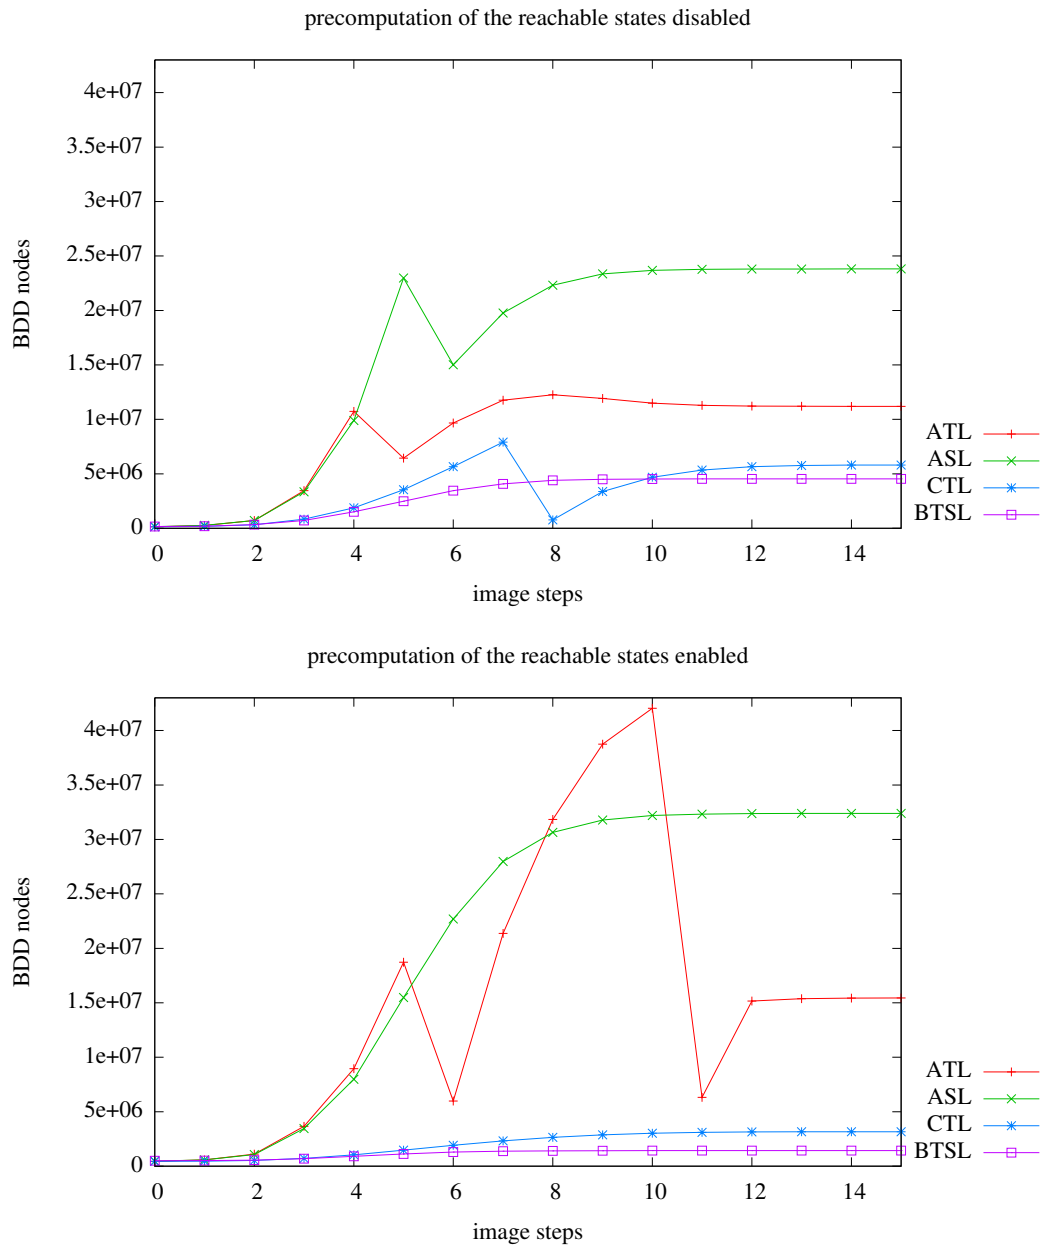 precomputation of the reachable states disabled
4e+07
3.5e+07
3e+07
2.5e+07
2e+07
1.5e+07
1e+07
5e+06
0
BDD nodes
0 2 4 6 8 10 12 14
image steps
ATL
ASL
CTL
BTSL
precomputation of the reachable states enabled
4e+07
3.5e+07
3e+07
2.5e+07
2e+07
1.5e+07
1e+07
5e+06
0
BDD nodes
0 2 4 6 8 10 12 14
image steps
ATL
ASL
CTL
BTSL